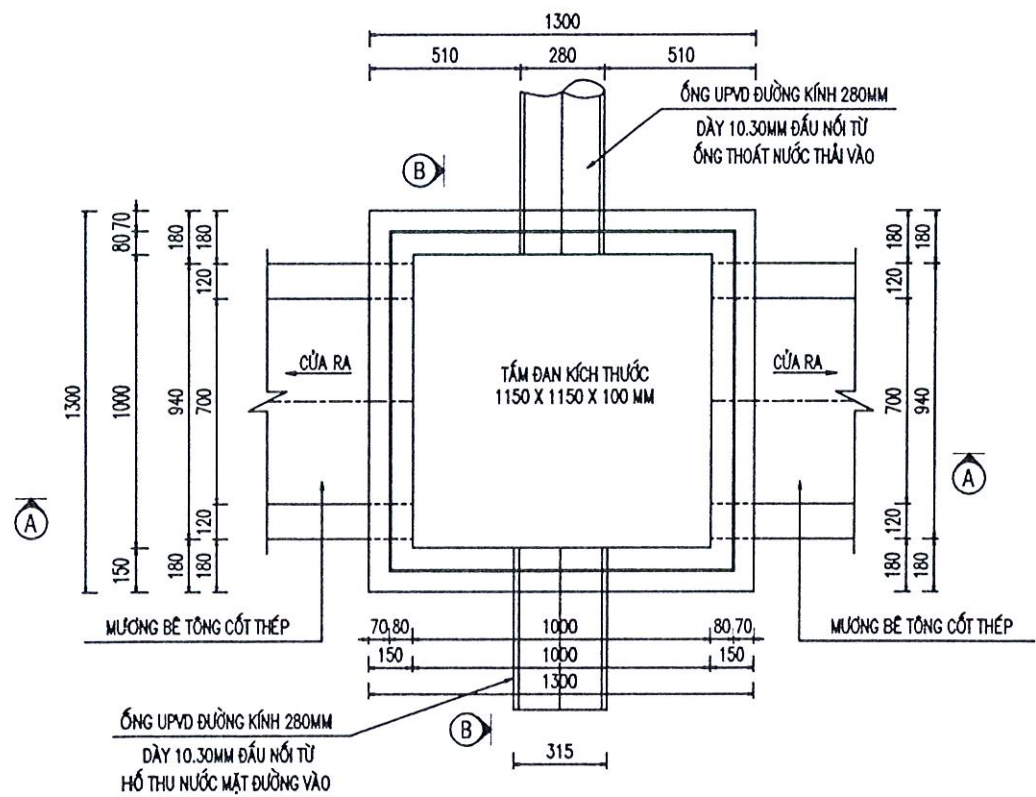 1300
510 280 510
ỐNG UPVD ĐƯỜNG KÍNH 280MM
DÀY 10.30MM ĐẤU NỐI TỪ
ỐNG THOÁT NƯỚC THẢI VÀO
B
1300
70
80
1000
150
180
940
180
180
120
700
120
180
CỬA RA
TẤM ĐAN KÍCH THƯỚC
1150 X 1150 X 100 MM
CỬA RA
180
120
700
120
180
180
940
180
A
A
MƯƠNG BÊ TÔNG CỐT THÉP
MƯƠNG BÊ TÔNG CỐT THÉP
70 80 1000 80 70
150 1000 150
1300
ỐNG UPVD ĐƯỜNG KÍNH 280MM
DÀY 10.30MM ĐẤU NỐI TỪ
HỐ THU NƯỚC MẶT ĐƯỜNG VÀO
B
315